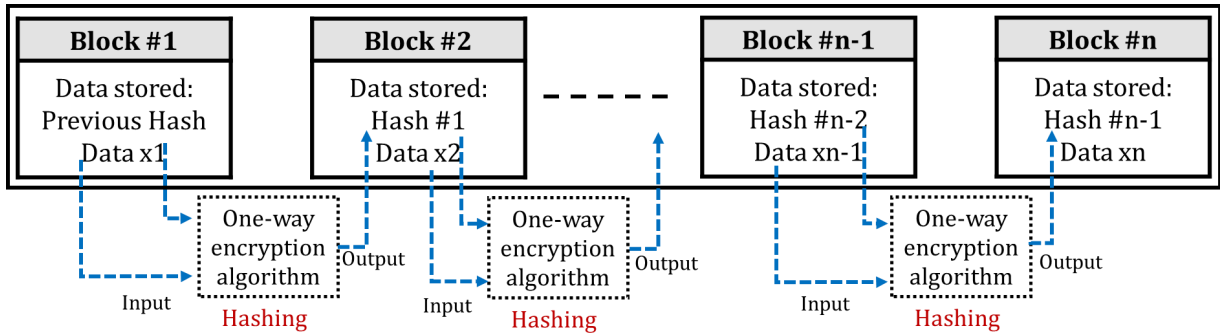 Block #1
Data stored:
Previous Hash
Data x1
Block #2
Data stored:
Hash #1
Data x2
Block #n-1
Data stored:
Hash #n-2
Data xn-1
Block #n
Data stored:
Hash #n-1
Data xn
One-way
encryption
algorithm
Input
Output
Hashing
One-way
encryption
algorithm
Input
Output
Hashing
One-way
encryption
algorithm
Input
Output
Hashing